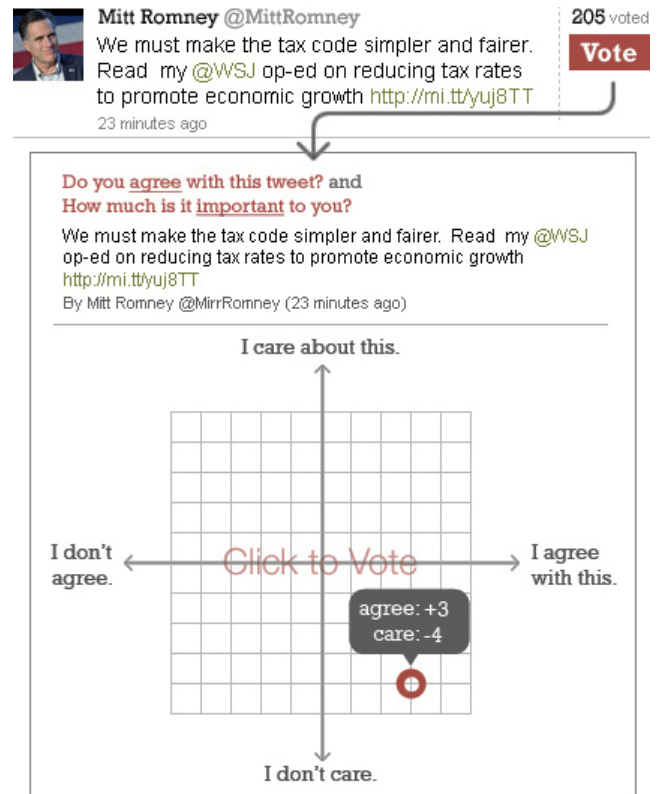 Mitt Romney @MittRomney
205 voted
We must make the tax code simpler and fairer.
Read my @WSJ op-ed on reducing tax rates
to promote economic growth http://mi.tt/yuj8TT
Vote
23 minutes ago
Do you agree with this tweet? and
How much is it important to you?
We must make the tax code simpler and fairer. Read my @WSJ
op-ed on reducing tax rates to promote economic growth
http://mi.tt/yuj8TT
By Mitt Romney @MirrRomney (23 minutes ago)
I care about this.
I don't
agree.
Click to Vote
I agree
with this.
agree: +3
care: -4
I don't care.